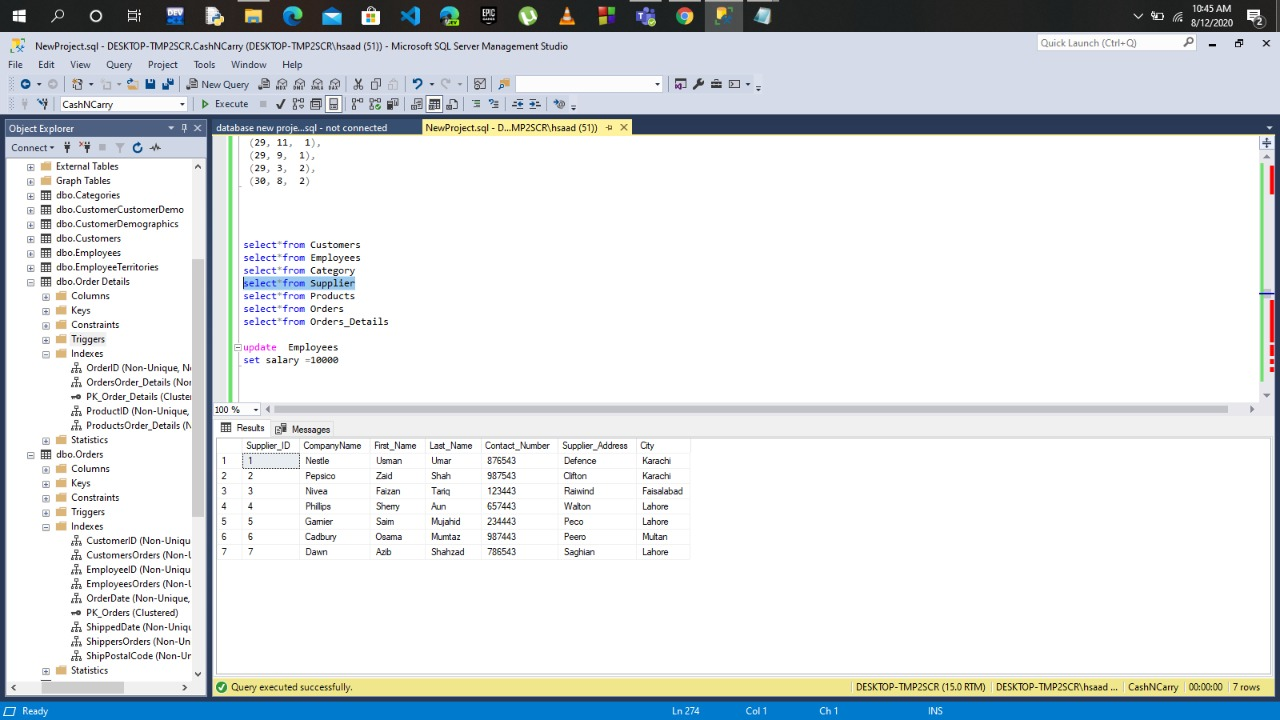 10:45 AM
8/12/2020
2
NewProject.sql - DESKTOP-TMP2SCR.CashNCarry (DESKTOP-TMP2SCR\hsaad (51)) - Microsoft SQL Server Management Studio
Quick Launch (Ctrl+Q)
File Edit View Query Project Tools Window Help
New Query
CashNCarry
Execute
Object Explorer
Connect
External Tables
Graph Tables
dbo.Categories
dbo.CustomerCustomerDemo
dbo.CustomerDemographics
dbo.Customers
dbo.Employees
dbo.EmployeeTerritories
dbo.Order Details
Columns
Keys
Constraints
Triggers
Indexes
OrderID (Non-Unique, N
OrdersOrder_Details (Nor
PK_Order_Details (Cluster
ProductID (Non-Unique,
ProductsOrder_Details (N
Statistics
dbo.Orders
Columns
Keys
Constraints
Triggers
Indexes
CustomerID (Non-Uniqu
CustomersOrders (Non-U
EmployeeID (Non-Uniqu
EmployeeOrders (Non-U
OrderDate (Non-Unique,
PK_Orders (Clustered)
ShippedDate (Non-Uniqu
ShippersOrders (Non-Un
ShipPostalCode (Non-Un
Statistics
database new proje...sql - not connected
NewProject.sql - D...MP2SCR\hsaad (51))
(29, 11, 1),
(29, 9, 1),
(29, 3, 2),
(30, 8, 2)
select*from Customers
select*from Employees
select*from Category
select*from Supplier
select*from Products
select*from Orders
select*from Orders_Details
update Employees
set salary =10000
100 %
Results Messages
Supplier_ID CompanyName First_Name Last_Name Contact_Number Supplier_Address City
1 1 Nestle Usman Umar 876543 Defence Karachi
2 2 Pepsico Zaid Shah 987543 Clifton Karachi
3 3 Nivea Faizan Tariq 123443 Raiwind Faisalabad
4 4 Phillips Sherry Aun 657443 Walton Lahore
5 5 Garnier Saim Mujahid 234443 Peco Lahore
6 6 Cadbury Osama Mumtaz 987443 Peero Multan
7 7 Dawn Azib Shahzad 786543 Saghian Lahore
Query executed successfully. DESKTOP-TMP2SCR (15.0 RTM) DESKTOP-TMP2SCR\hsaad ... CashNCarry 00:00:00 7 rows
Ready Ln 274 Col 1 Ch 1 INS